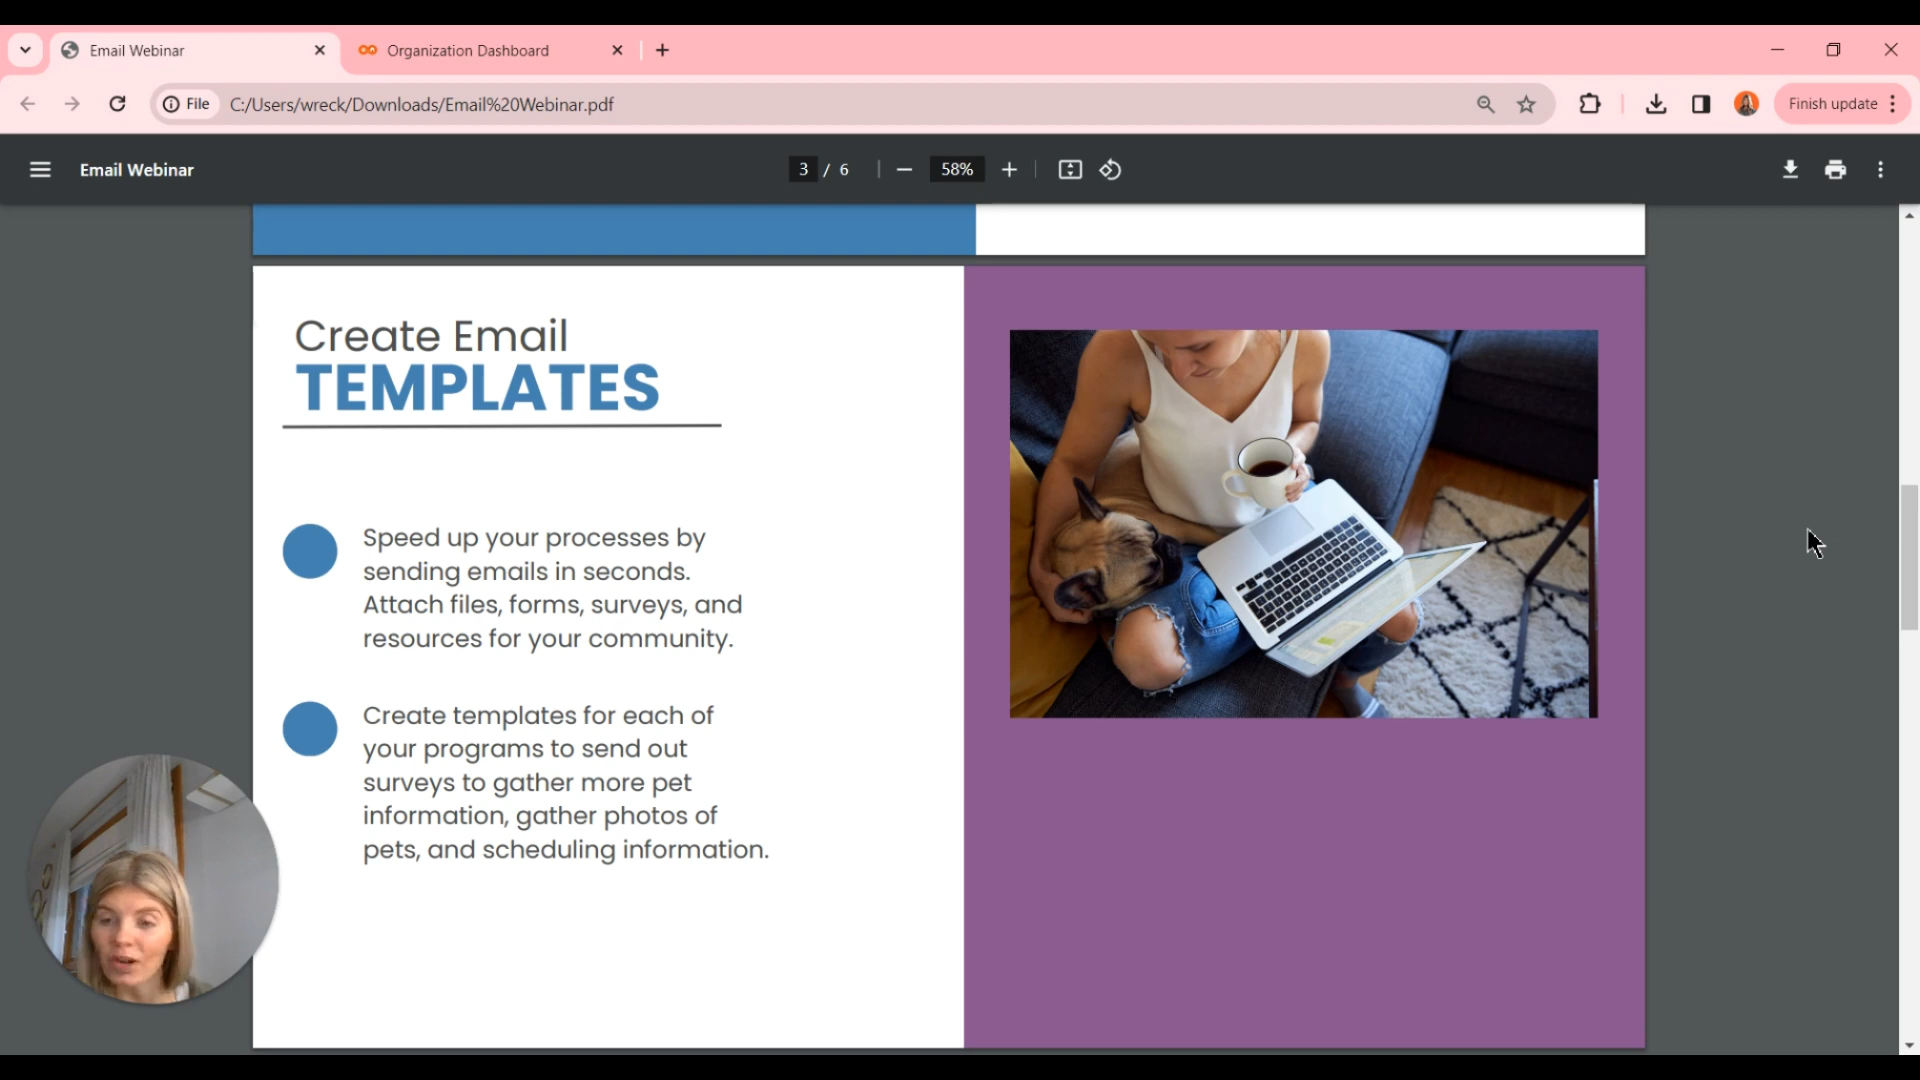 Email Webinar
Organization Dashboard
File
C:/Users/wreck/Downloads/Email%20Webinar.pdf
Finish update
Email Webinar
3 / 6
58%
Create Email
TEMPLATES
Speed up your processes by
sending emails in seconds.
Attach files, forms, surveys, and
resources for your community.
Create templates for each of
your programs to send out
surveys to gather more pet
information, gather photos of
pets, and scheduling information.